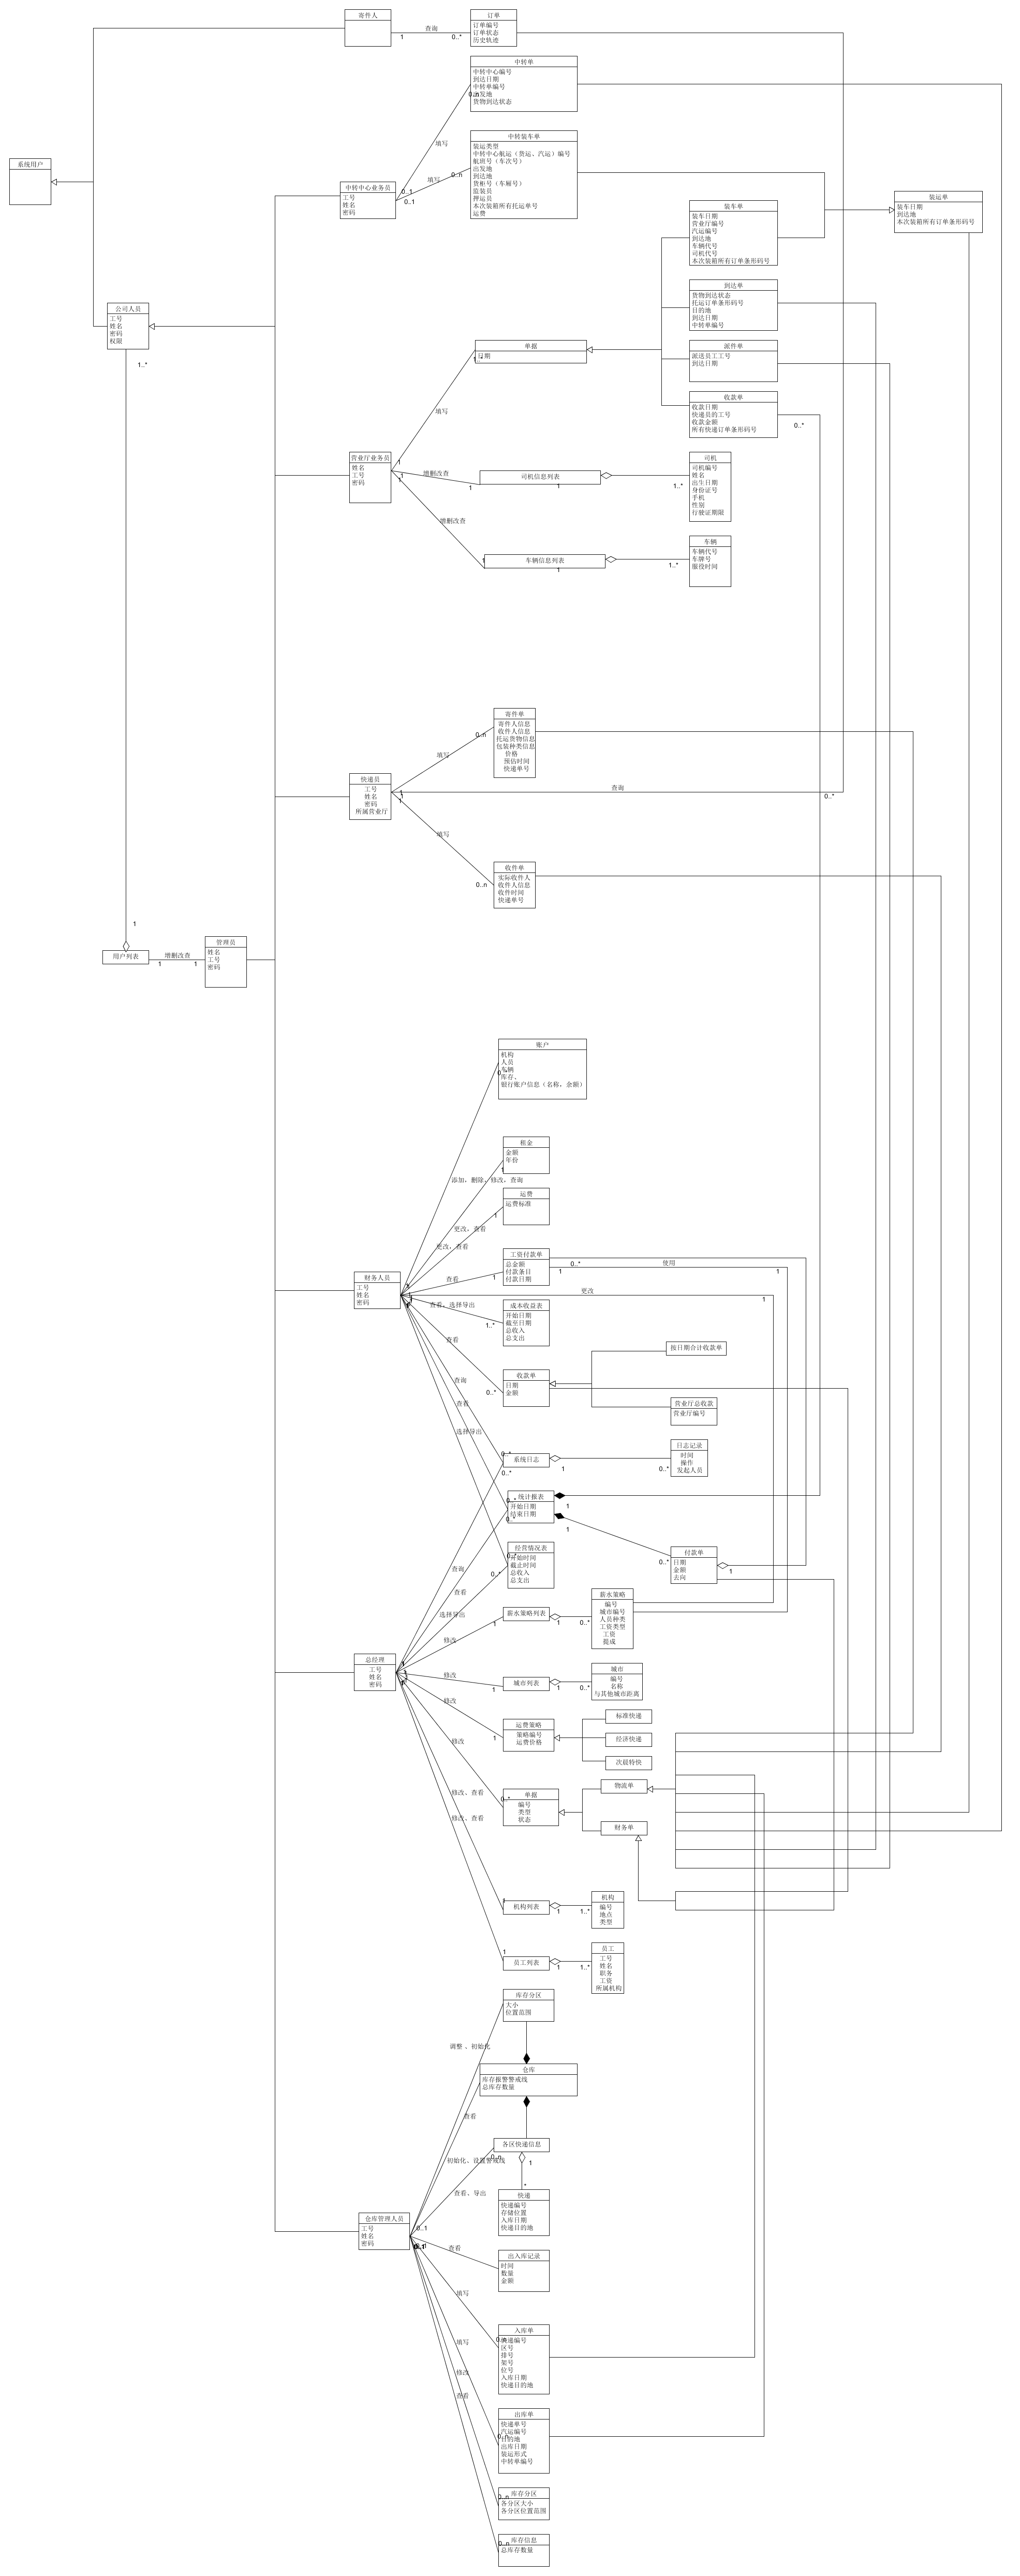 寄件人
1
查询
0..*
订单
订单编号
订单状态
历史轨迹
中转单
中转中心编号
到达日期
中转单编号
出发地
货物到达状态
0..n
填写
中转装车单
装运类型
中转中心航运（货运、汽运）编号
航班号（车次号）
出发地
到达地
货柜号（车厢号）
监装员
押运员
本次装箱所有托运单号
运费
填写
0..n
0..1
0..1
系统用户
中转中心业务员
工号
姓名
密码
装运单
装车日期
到达地
本次装箱所有订单条形码号
装车单
装车日期
营业厅编号
汽运编号
到达地
车辆代号
司机代号
本次装箱所有订单条形码号
到达单
货物到达状态
托运订单条形码号
目的地
到达日期
中转单编号
公司人员
工号
姓名
密码
权限
1..*
单据
日期
1..*
派件单
派送员工工号
到达日期
收款单
收款日期
快递员的工号
收款金额
所有快递订单条形码号
0..*
填写
营业厅业务员
姓名
工号
密码
1
1
1
增删改查
1
司机信息列表
1
1..*
司机
司机编号
姓名
出生日期
身份证号
手机
性别
行驶证期限
增删改查
1
车辆信息列表
1
1..*
车辆
车辆代号
车牌号
服役时间
寄件单
寄件人信息
收件人信息
托运货物信息
包装种类信息
价格
预估时间
快递单号
0..n
填写
快递员
工号
姓名
密码
所属营业厅
1
1
1
查询
0..*
填写
0..n
收件单
实际收件人
收件人信息
收件时间
快递单号
1
用户列表
1
增删改查
1
管理员
姓名
工号
密码
账户
机构
人员
车辆
库存、
银行账户信息（名称，余额）
0..*
添加，删除，修改，查询
租金
金额
年份
1
更改，查看
运费
运费标准
1
更改，查看
工资付款单
总金额
付款条目
付款日期
查看
1
0..*
1
使用
1
财务人员
工号
姓名
密码
更改
1
查看，选择导出
1..*
成本收益表
开始日期
截至日期
总收入
总支出
查看
0..*
收款单
日期
金额
按日期合计收款单
营业厅总收款
营业厅编号
查询
查看
选择导出
0..*
0..*
系统日志
1
0..*
日志记录
时间
操作
发起人员
0..*
0..*
统计报表
开始日期
结束日期
1
1
0..*
付款单
日期
金额
去向
1
0..*
0..*
经营情况表
开始时间
截止时间
总收入
总支出
查询
查看
选择导出
修改
1
薪水策略列表
1
0..*
薪水策略
编号
城市编号
人员种类
工资类型
工资
提成
总经理
工号
姓名
密码
修改
1
城市列表
1
0..*
城市
编号
名称
与其他城市距离
修改
1
运费策略
策略编号
运费价格
标准快递
经济快递
次晨特快
修改
0..*
单据
编号
类型
状态
物流单
财务单
修改、查看
修改、查看
1
机构列表
1
1..*
机构
编号
地点
类型
1
员工列表
1
1..*
员工
工号
姓名
职务
工资
所属机构
库存分区
大小
位置范围
调整 、初始化
仓库
库存报警警戒线
总库存数量
查看
各区快递信息
0..n
1
*
初始化、设置警戒线
查看、导出
快递
快递编号
存储位置
入库日期
快递目的地
仓库管理人员
工号
姓名
密码
0..1
0..1
查看
出入库记录
时间
数量
金额
填写
0..n
入库单
快递编号
区号
排号
架号
位号
入库日期
快递目的地
填写
修改
查看
0..n
出库单
快递单号
汽运编号
目的地
出库日期
装运形式
中转单编号
0..n
库存分区
各分区大小
各分区位置范围
0..n
库存信息
总库存数量